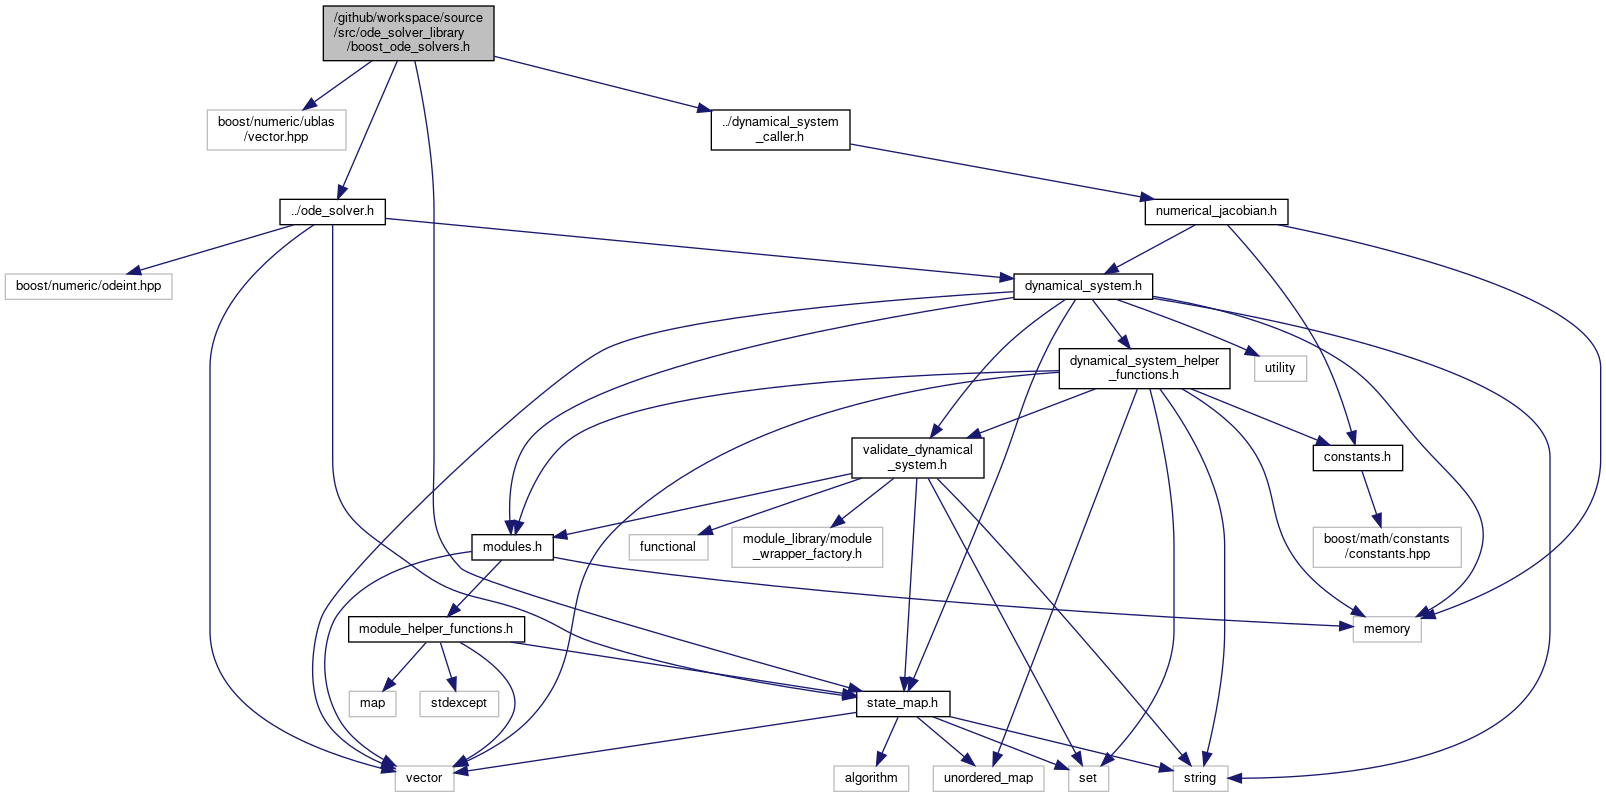 /github/workspace/source
/src/ode_solver_library
/boost_ode_solvers.h
boost/numeric/ublas
/vector.hpp
../dynamical_system
_caller.h
../ode_solver.h
numerical_jacobian.h
boost/numeric/odeint.hpp
dynamical_system.h
dynamical_system_helper
_functions.h
utility
validate_dynamical
_system.h
constants.h
modules.h
functional
module_library/module
_wrapper_factory.h
boost/math/constants
/constants.hpp
module_helper_functions.h
memory
map
stdexcept
state_map.h
vector
algorithm
unordered_map
set
string